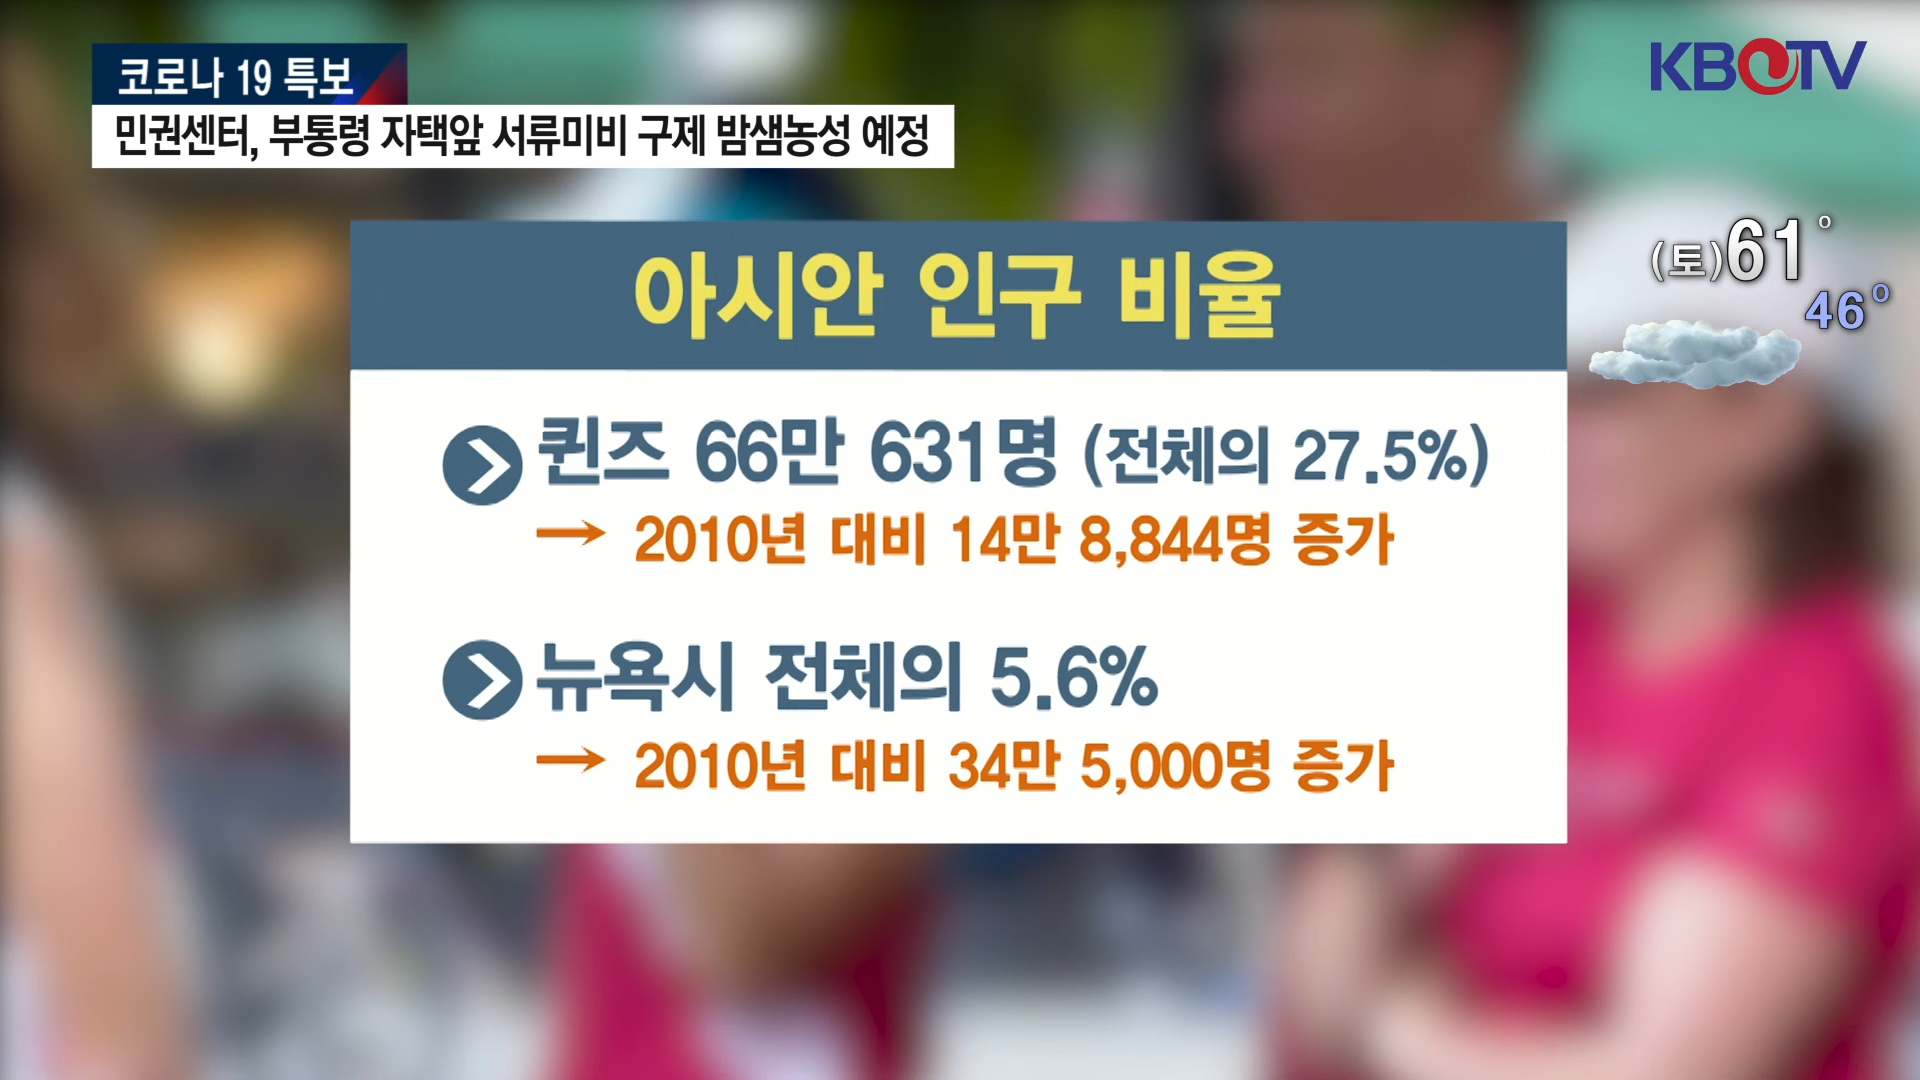 코로나 19 특보
민권센터, 부통령 자택앞 서류미비 구제 밤샘농성 예정
KBTV
(토)61°
46°
아시안 인구 비율
퀸즈 66만 631명 (전체의 27.5%)
→ 2010년 대비 14만 8,844명 증가
뉴욕시 전체의 5.6%
→ 2010년 대비 34만 5,000명 증가